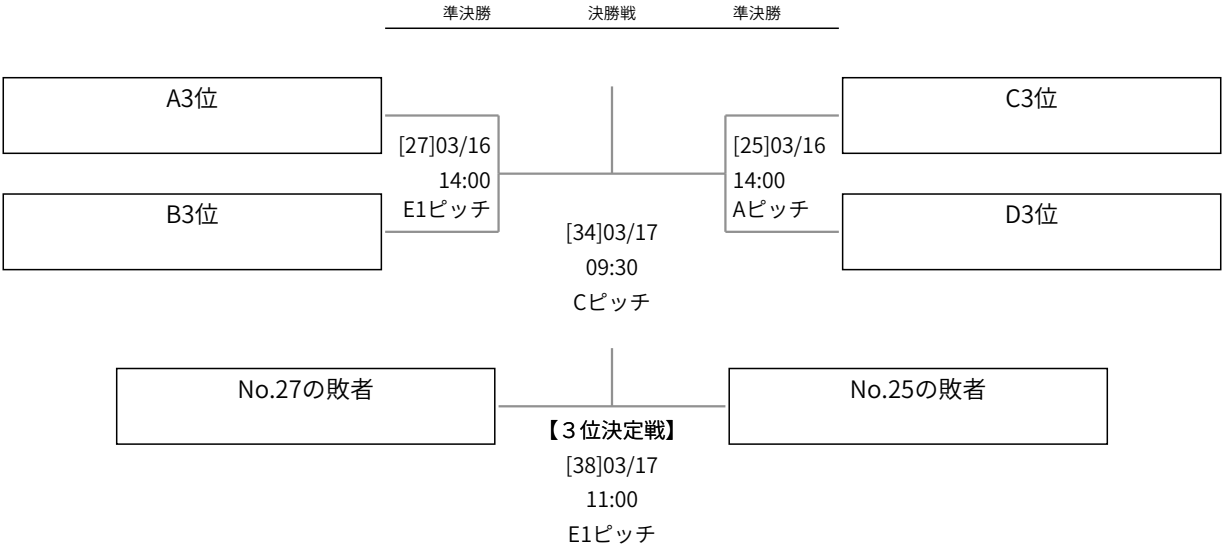 準決勝 決勝戦 準決勝
A3位
C3位
[27]03/16
14:00
E1ピッチ
[25]03/16
14:00
Aピッチ
B3位
D3位
[34]03/17
09:30
Cピッチ
No.27の敗者
No.25の敗者
【３位決定戦】
[38]03/17
11:00
E1ピッチ